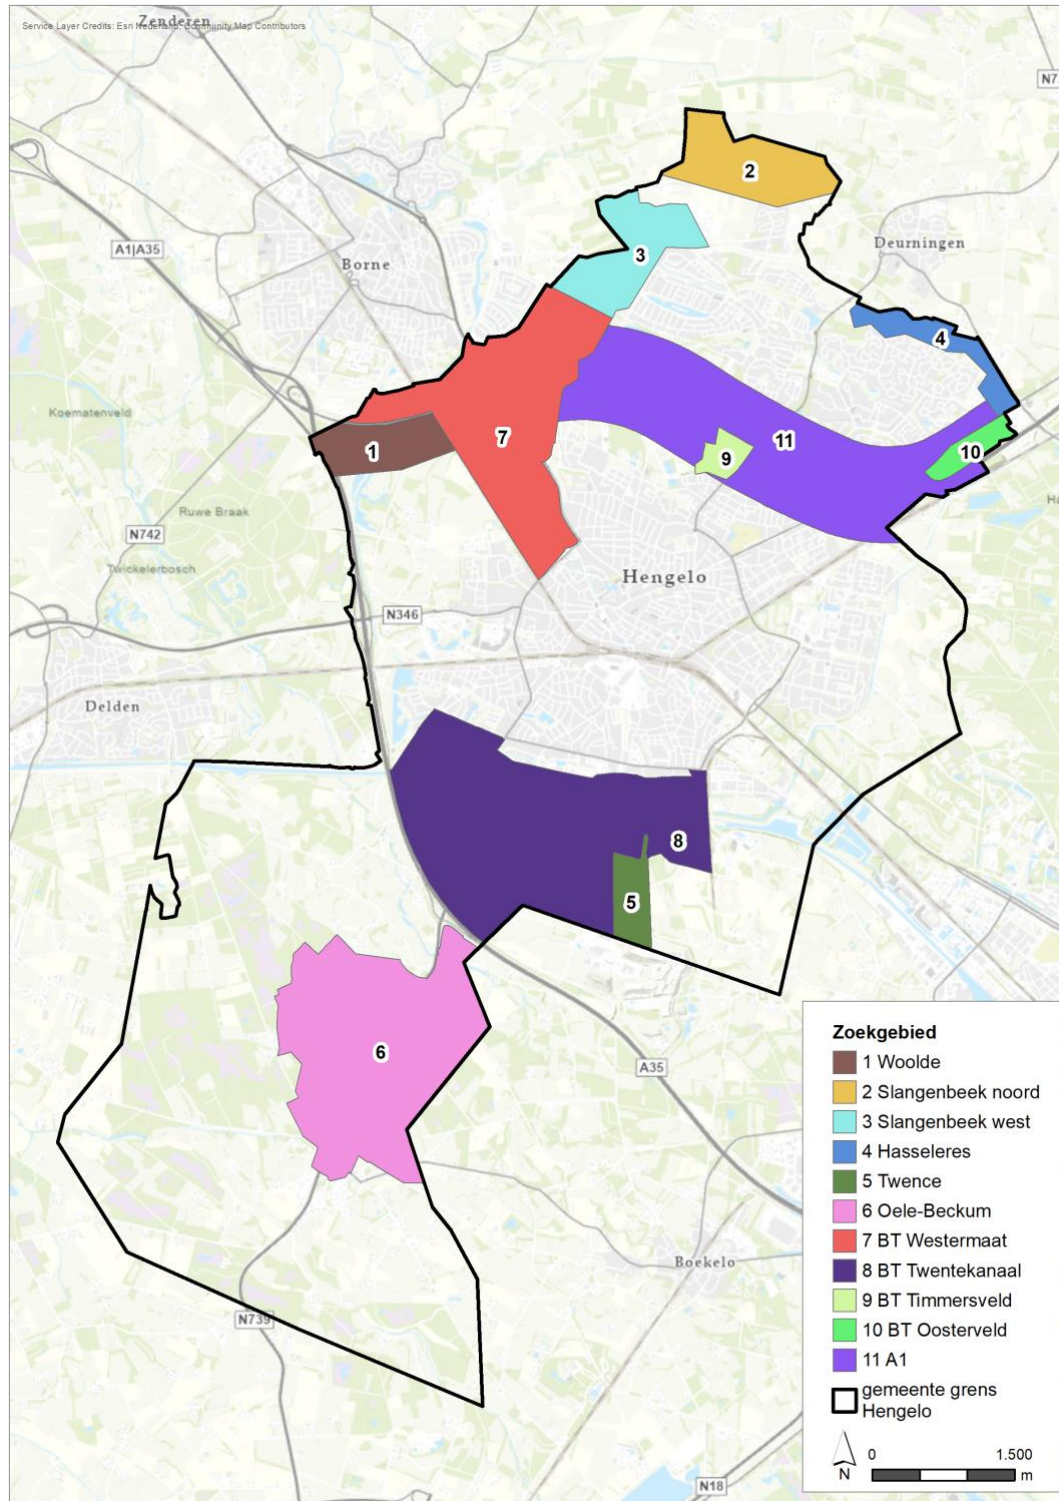 Zenderen
Service Layer Credits: Esri Nederland, Community Map Contributors
2
A1|A35
Borne
3
Deurningen
4
Koematenveld
1
7
11
9
10
Ruwe Braak
N742
Twickelerbosch
Hengelo
N346
Delden
8
5
6
A35
Boekelo
N739
N18
Zoekgebied
1 Woolde
2 Slangenbeek noord
3 Slangenbeek west
4 Hasseleres
5 Twence
6 Oele-Beckum
7 BT Westermaat
8 BT Twentekanaal
9 BT Timmersveld
10 BT Oosterveld
11 A1
gemeente grens
Hengelo
N
0 1.500
m